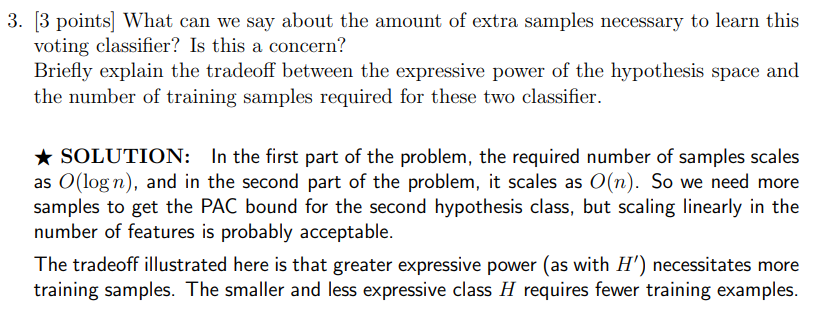 3. [3 points] What can we say about the amount of extra samples necessary to learn this
voting classifier? Is this a concern?
Briefly explain the tradeoff between the expressive power of the hypothesis space and
the number of training samples required for these two classifier.
★ SOLUTION: In the first part of the problem, the required number of samples scales
as O(log n), and in the second part of the problem, it scales as O(n). So we need more
samples to get the PAC bound for the second hypothesis class, but scaling linearly in the
number of features is probably acceptable.
The tradeoff illustrated here is that greater expressive power (as with H′) necessitates more
training samples. The smaller and less expressive class H requires fewer training examples.